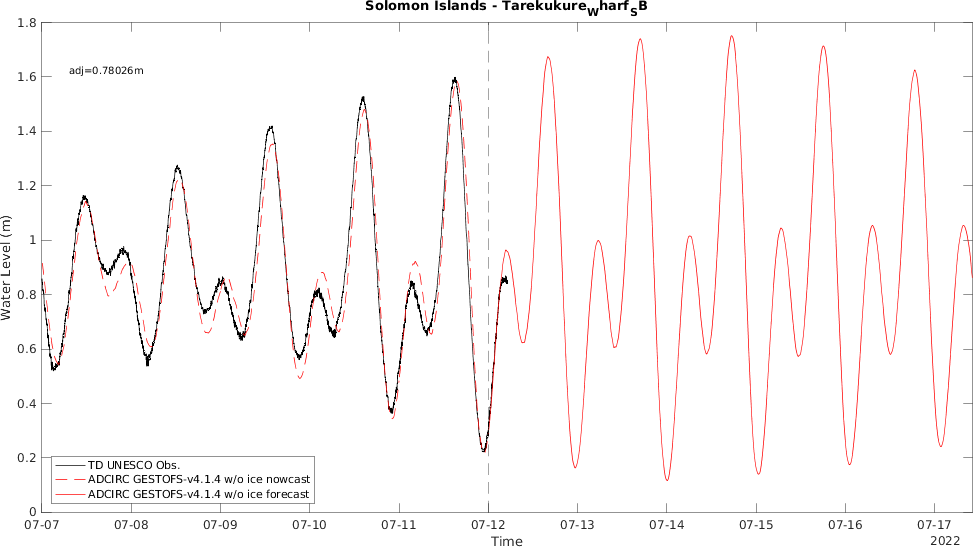 Solomon Islands - Tarekukure_Wharf_SB
1.8
adj=0.78026m
1.6
1.4
1.2
1
0.8
0.6
0.4
0.2
0
Water Level (m)
TD UNESCO Obs.
ADCIRC GESTOFS-v4.1.4 w/o ice nowcast
ADCIRC GESTOFS-v4.1.4 w/o ice forecast
07-07 07-08 07-09 07-10 07-11 07-12 07-13 07-14 07-15 07-16 07-17
Time
2022